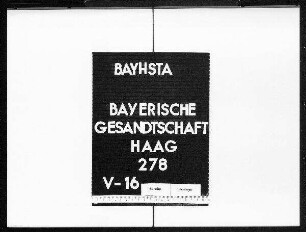 BAYHSTA
BAYERISCHE
GESANDTSCHAFT
HAAG
278
V-16